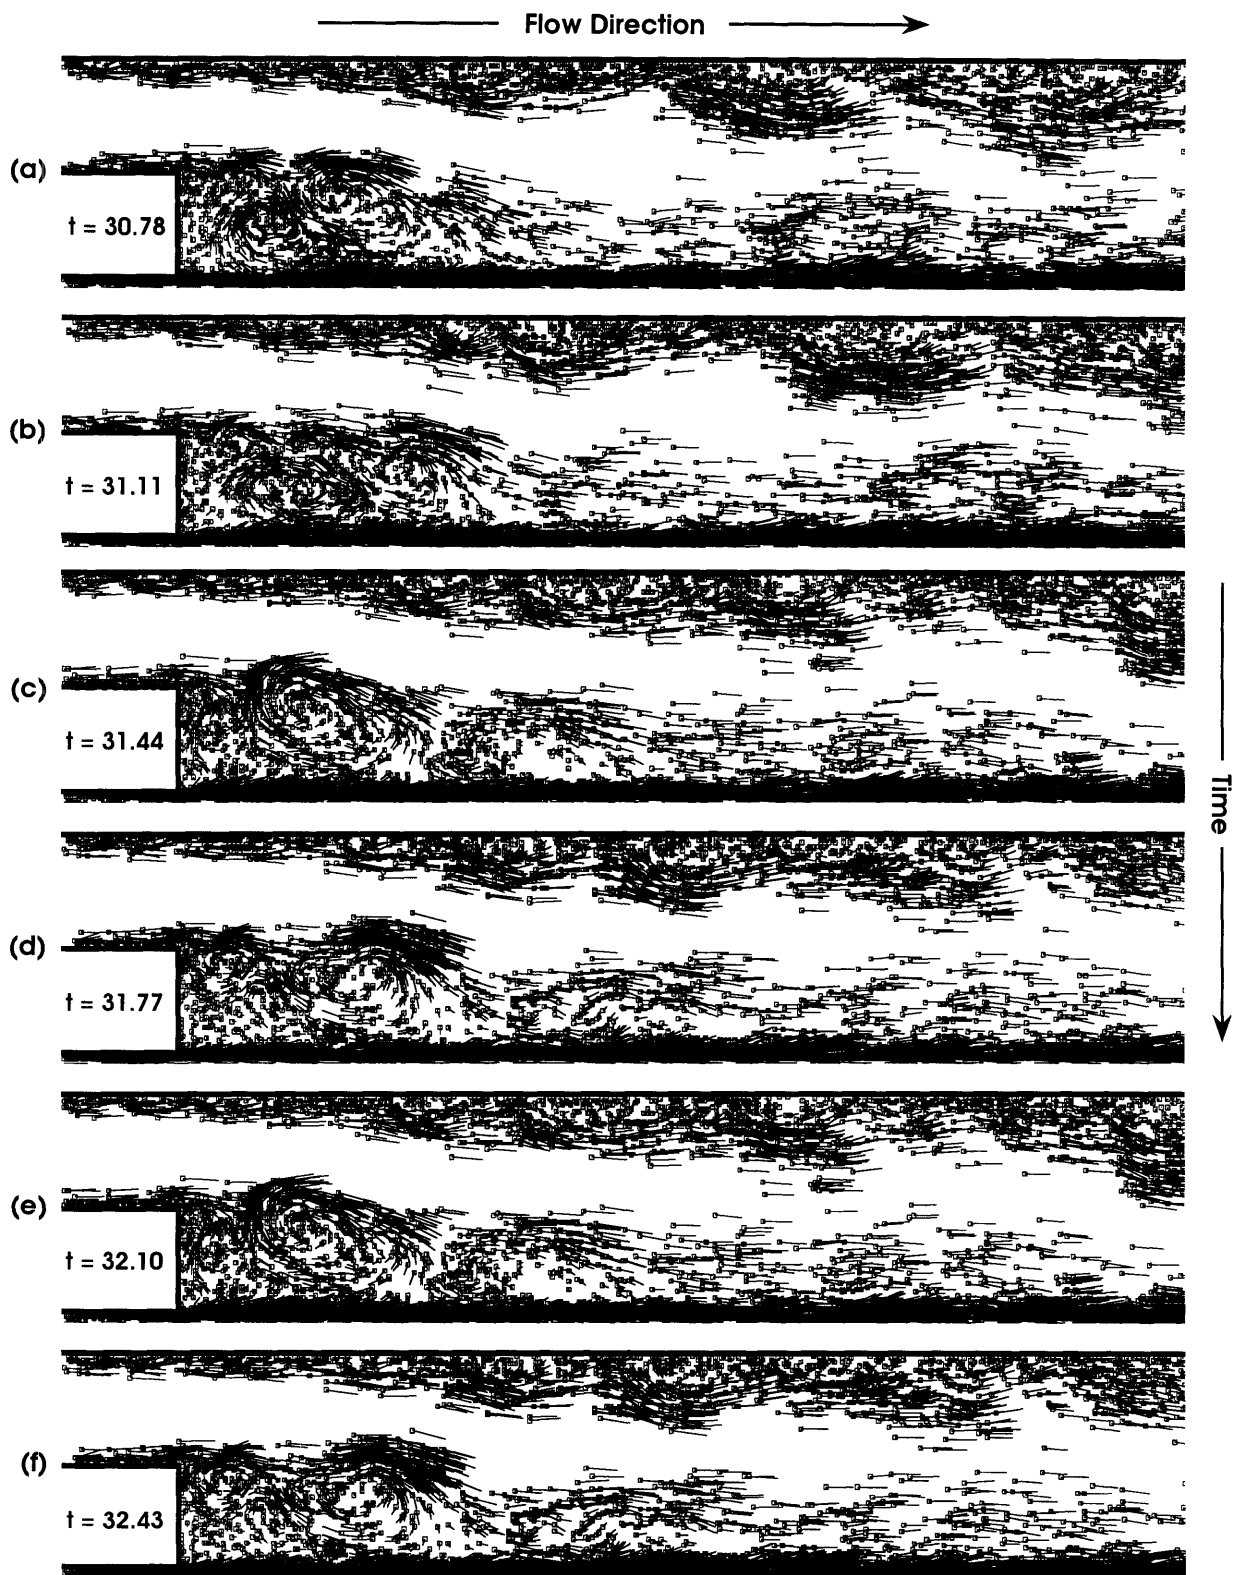 Flow Direction
(a)
t = 30.78
(b)
t = 31.11
(c)
t = 31.44
Time
(d)
t = 31.77
(e)
t = 32.10
(f)
t = 32.43